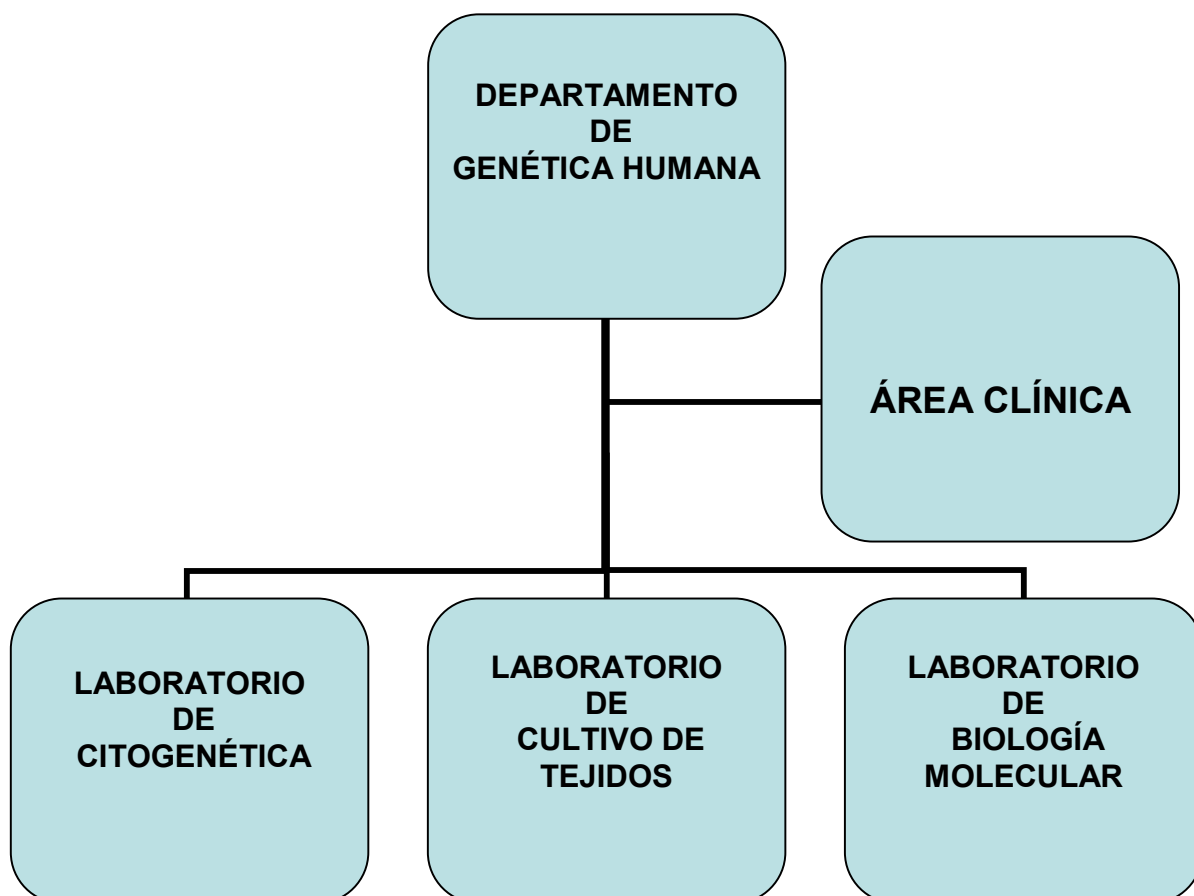 DEPARTAMENTO
DE
GENÉTICA HUMANA
ÁREA CLÍNICA
LABORATORIO
DE
CITOGENÉTICA
LABORATORIO
DE
CULTIVO DE
TEJIDOS
LABORATORIO
DE
BIOLOGÍA
MOLECULAR